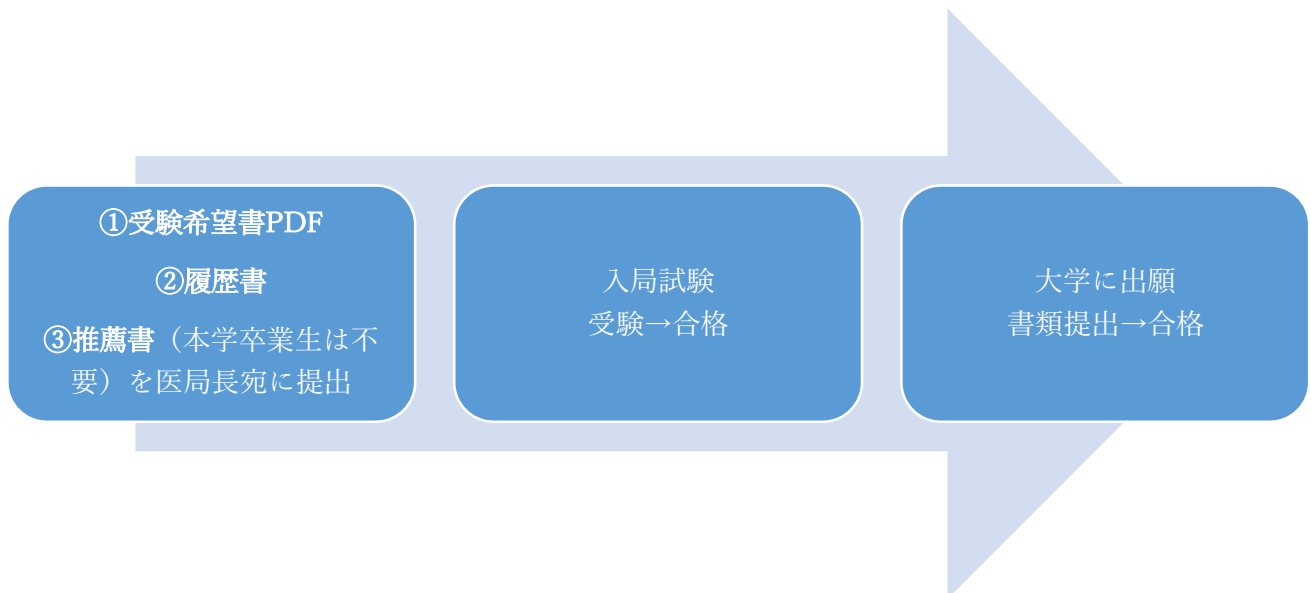 ①受験希望書PDF
②履歴書
③推薦書（本学卒業生は不
要）を医局長宛に提出
入局試験
受験→合格
大学に出願
書類提出→合格